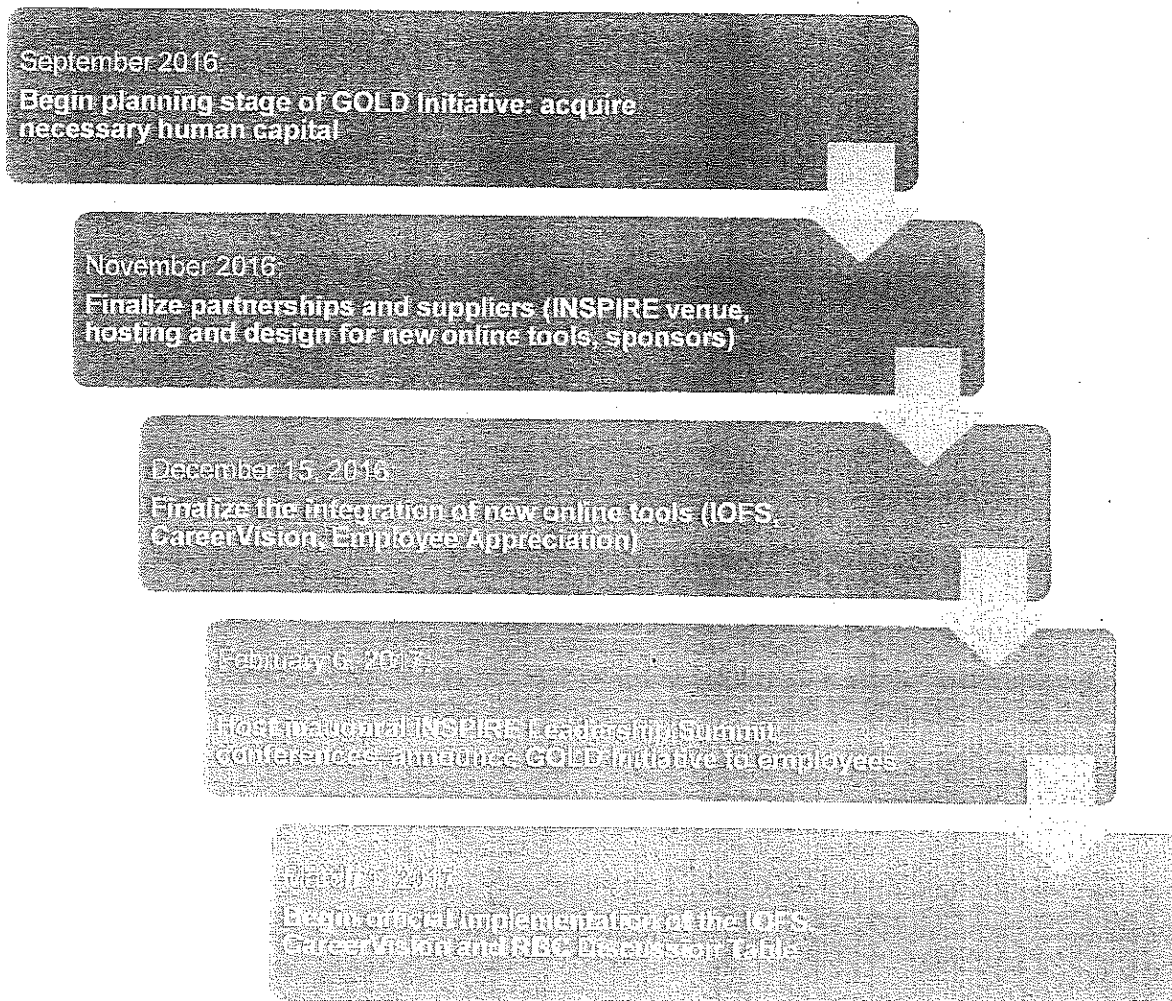 September 2016:
Begin planning stage of GOLD Initiative: acquire
necessary human capital
November 2016:
Finalize partnerships and suppliers (INSPIRE venue,
hosting and design for new online tools, sponsors)
December 15, 2016:
Finalize the integration of new online tools (IOFS,
CareerVision, Employee Appreciation)
February 6, 2017:
Host inaugural INSPIRE Leadership Summit
conferences, announce GOLD Initiative to employees
March 1, 2017:
Begin official implementation of the IOFS,
CareerVision and RBC Discussion Table